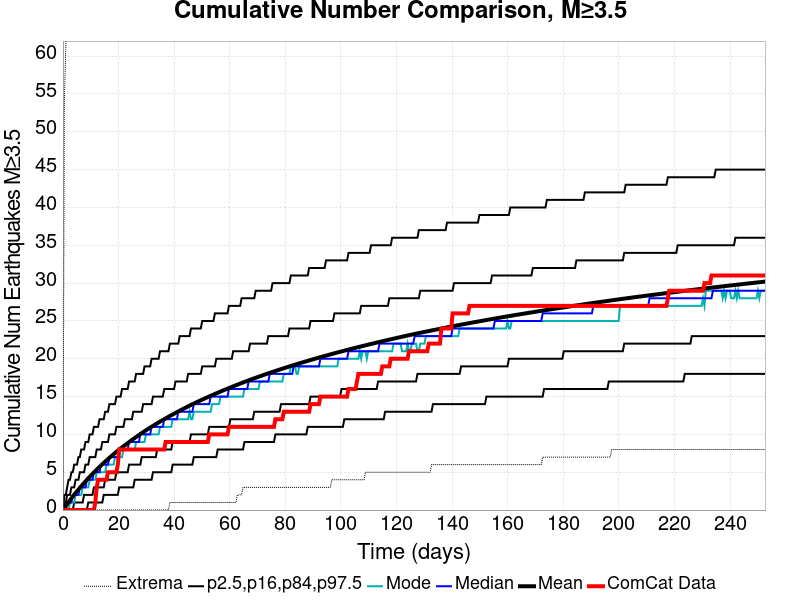 Cumulative Number Comparison, M≥3.5
Cumulative Num Earthquakes M≥3.5
60
55
50
45
40
35
30
25
20
15
10
5
0
0 20 40 60 80 100 120 140 160 180 200 220 240
Time (days)
Extrema p2.5,p16,p84,p97.5 Mode Median Mean ComCat Data